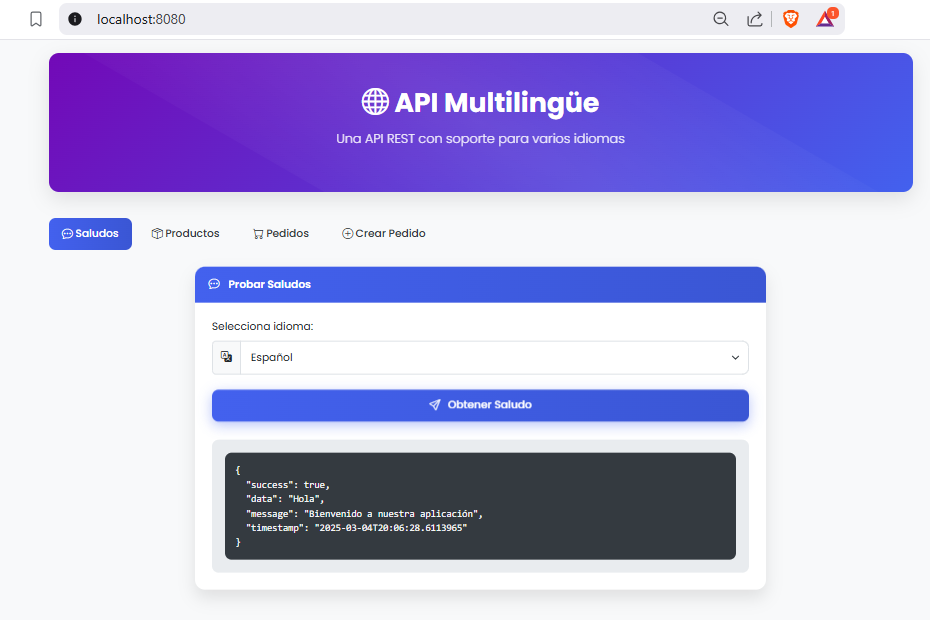 localhost:8080
1
API Multilingüe
Una API REST con soporte para varios idiomas
Saludos
Productos
Pedidos
Crear Pedido
Probar Saludos
Selecciona idioma:
Español
Obtener Saludo
{
  "success": true,
  "data": "Hola",
  "message": "Bienvenido a nuestra aplicación",
  "timestamp": "2025-03-04T20:06:28.6113965"
}